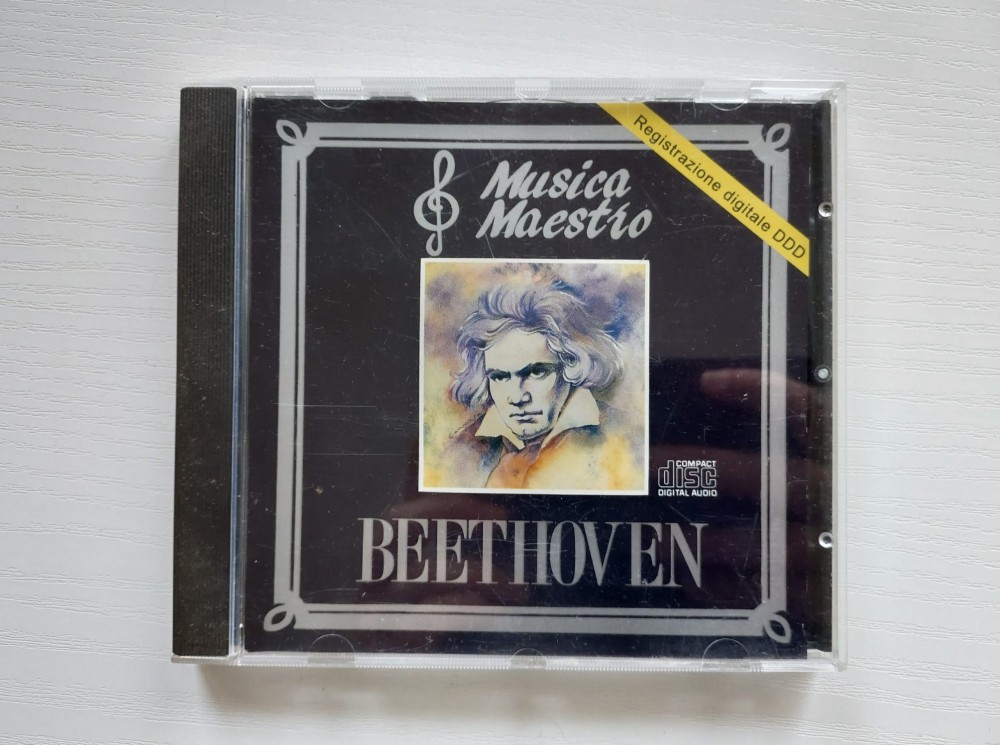 Registrazione digitale DDD
Musica
Maestro
COMPACT
disc
DIGITAL AUDIO
BEETHOVEN